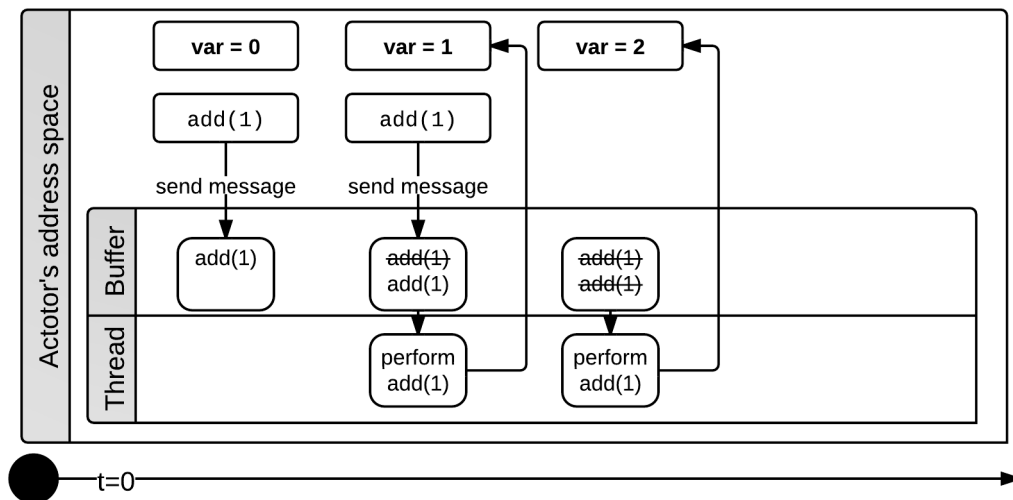 Actotor's address space
var = 0
var = 1
var = 2
add(1)
add(1)
send message
send message
Buffer
add(1)
add(1)
add(1)
add(1)
add(1)
Thread
perform
add(1)
perform
add(1)
t=0